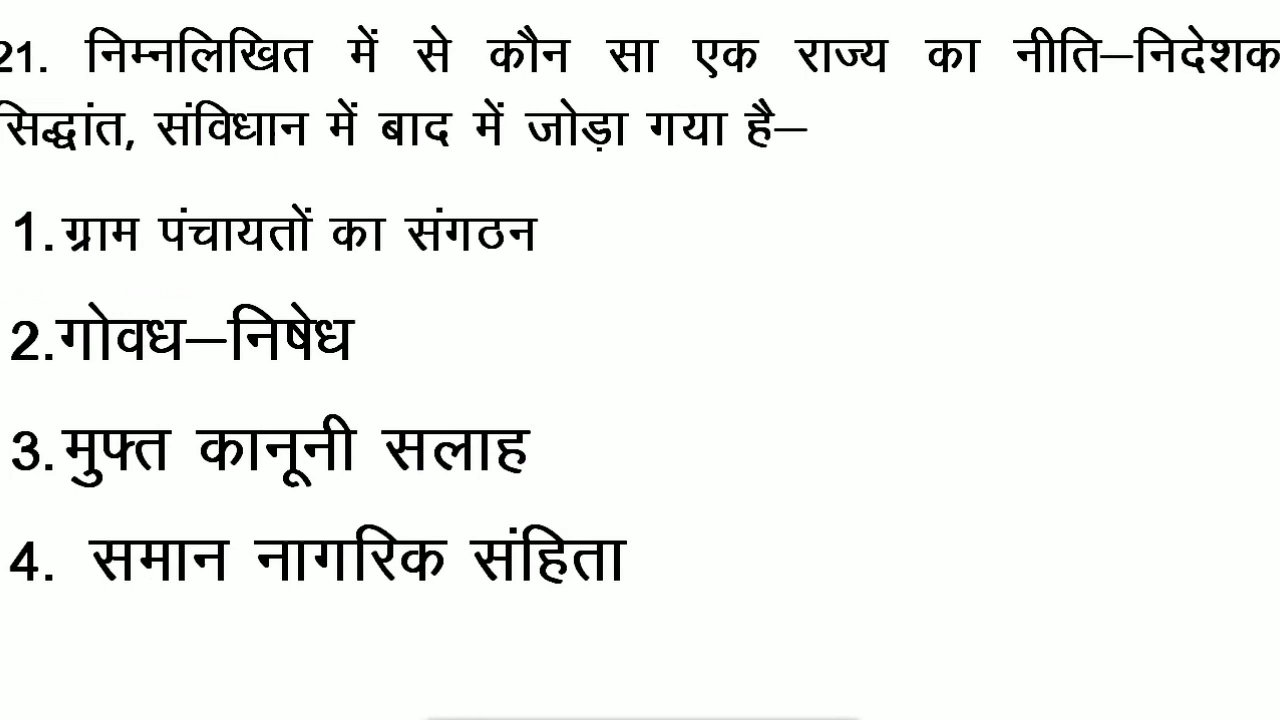 21. निम्नलिखित में से कौन सा एक राज्य का नीति–निदेशक
सिद्धांत, संविधान में बाद में जोड़ा गया है–
1.ग्राम पंचायतों का संगठन
2.गोवध–निषेध
3.मुफ्त कानूनी सलाह
4. समान नागरिक संहिता